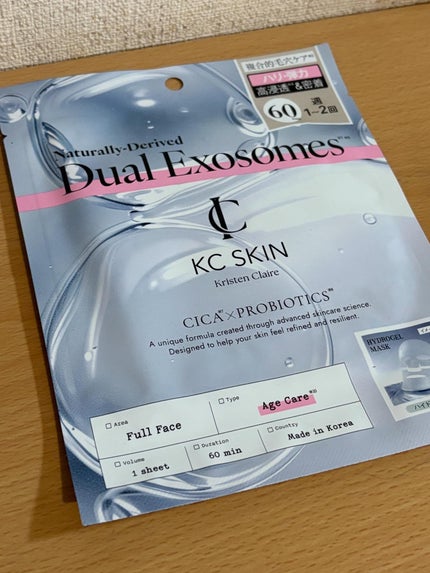 複合的毛穴ケア
ハリ・弾力
高浸透&密着
60 週1~2回
Naturally-Derived
Dual Exosomes
KC SKIN
Kristen Claire
CICA×PROBIOTICS
A unique formula created through advanced skincare science.
Designed to help your skin feel refined and resilient.
HYDROGEL
MASK
Area
Full Face
Type
Age Care
Volume
1 sheet
Duration
60 min
Country
Made in Korea
ハイド